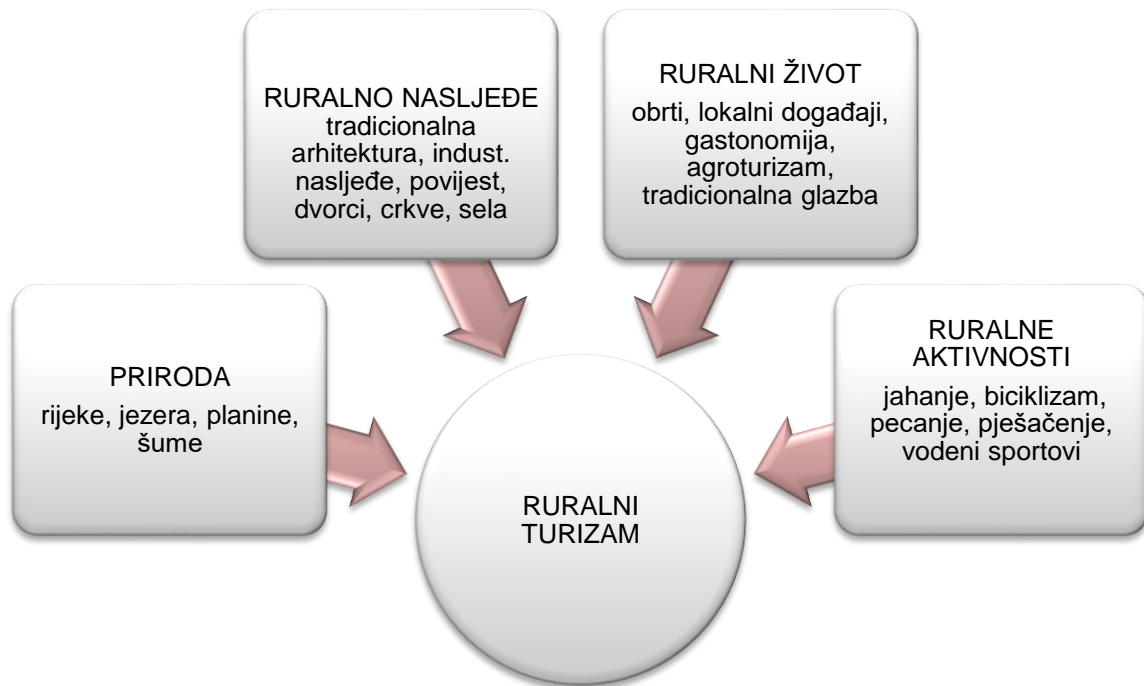 RURALNO NASLJEĐE
tradicionalna
arhitektura, indust.
nasljeđe, povijest,
dvorci, crkve, sela
RURALNI ŽIVOT
obrti, lokalni događaji,
gastonomija,
agroturizam,
tradicionalna glazba
PRIRODA
rijeke, jezera, planine,
šume
RURALNE
AKTIVNOSTI
jahanje, biciklizam,
pecanje, pješačenje,
vodeni sportovi
RURALNI
TURIZAM